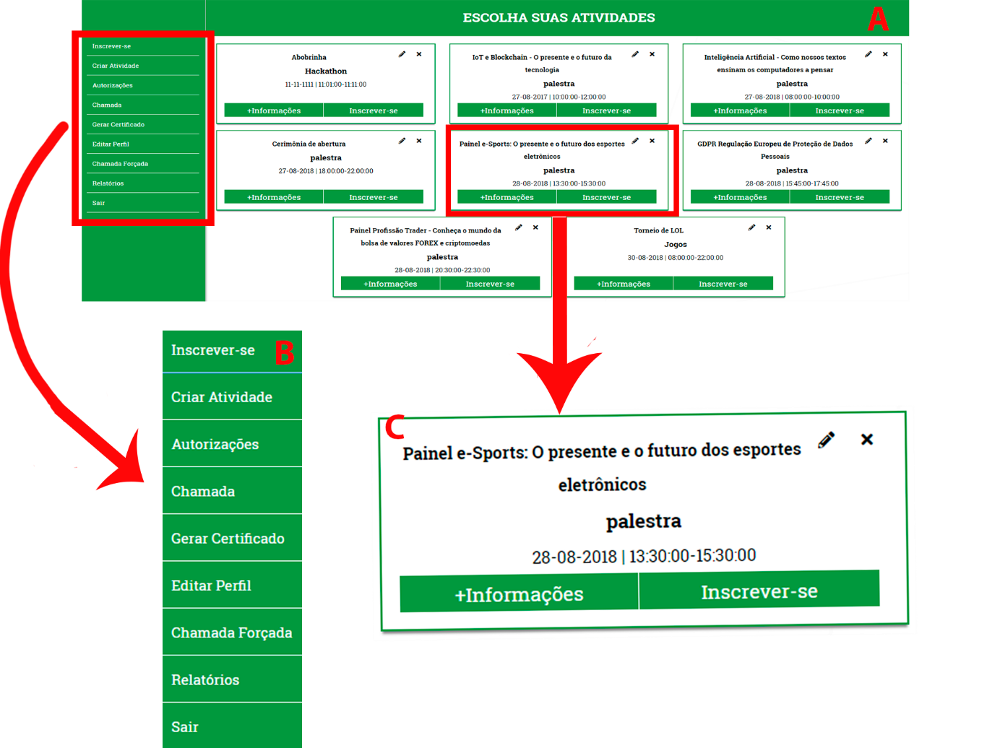 ESCOLHA SUAS ATIVIDADES
A
Inscrever-se
Criar Atividade
Autorizações
Chamada
Gerar Certificado
Editar Perfil
Chamada Forçada
Relatórios
Sair
Abobrinha
Hackathon
11-11-1111 | 11:01:00-11:11:00
+Informações
Inscrever-se
IoT e Blockchain - O presente e o futuro da
tecnologia
palestra
27-08-2017 | 10:00:00-12:00:00
+Informações
Inscrever-se
Inteligência Artificial - Como nossos textos
ensinam os computadores a pensar
palestra
27-08-2018 | 08:00:00-10:00:00
+Informações
Inscrever-se
Cerimônia de abertura
palestra
27-08-2018 | 18:00:00-22:00:00
+Informações
Inscrever-se
Painel e-Sports: O presente e o futuro dos esportes
eletrônicos
palestra
28-08-2018 | 13:30:00-15:30:00
+Informações
Inscrever-se
GDPR Regulação Europeu de Proteção de Dados
Pessoais
palestra
28-08-2018 | 15:45:00-17:45:00
+Informações
Inscrever-se
Painel Profissão Trader - Conheça o mundo da
bolsa de valores FOREX e criptomoedas
palestra
28-08-2018 | 20:30:00-22:30:00
+Informações
Inscrever-se
Torneio de LOL
Jogos
30-08-2018 | 08:00:00-22:00:00
+Informações
Inscrever-se
B
Inscrever-se
Criar Atividade
Autorizações
Chamada
Gerar Certificado
Editar Perfil
Chamada Forçada
Relatórios
Sair
C
Painel e-Sports: O presente e o futuro dos esportes
eletrônicos
palestra
28-08-2018 | 13:30:00-15:30:00
+Informações
Inscrever-se